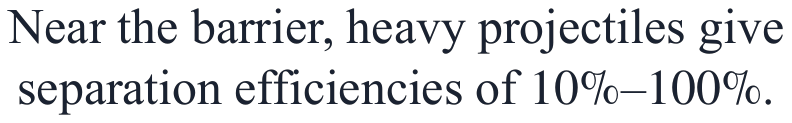 Near the barrier, heavy projectiles give
separation efficiencies of 10%–100%.